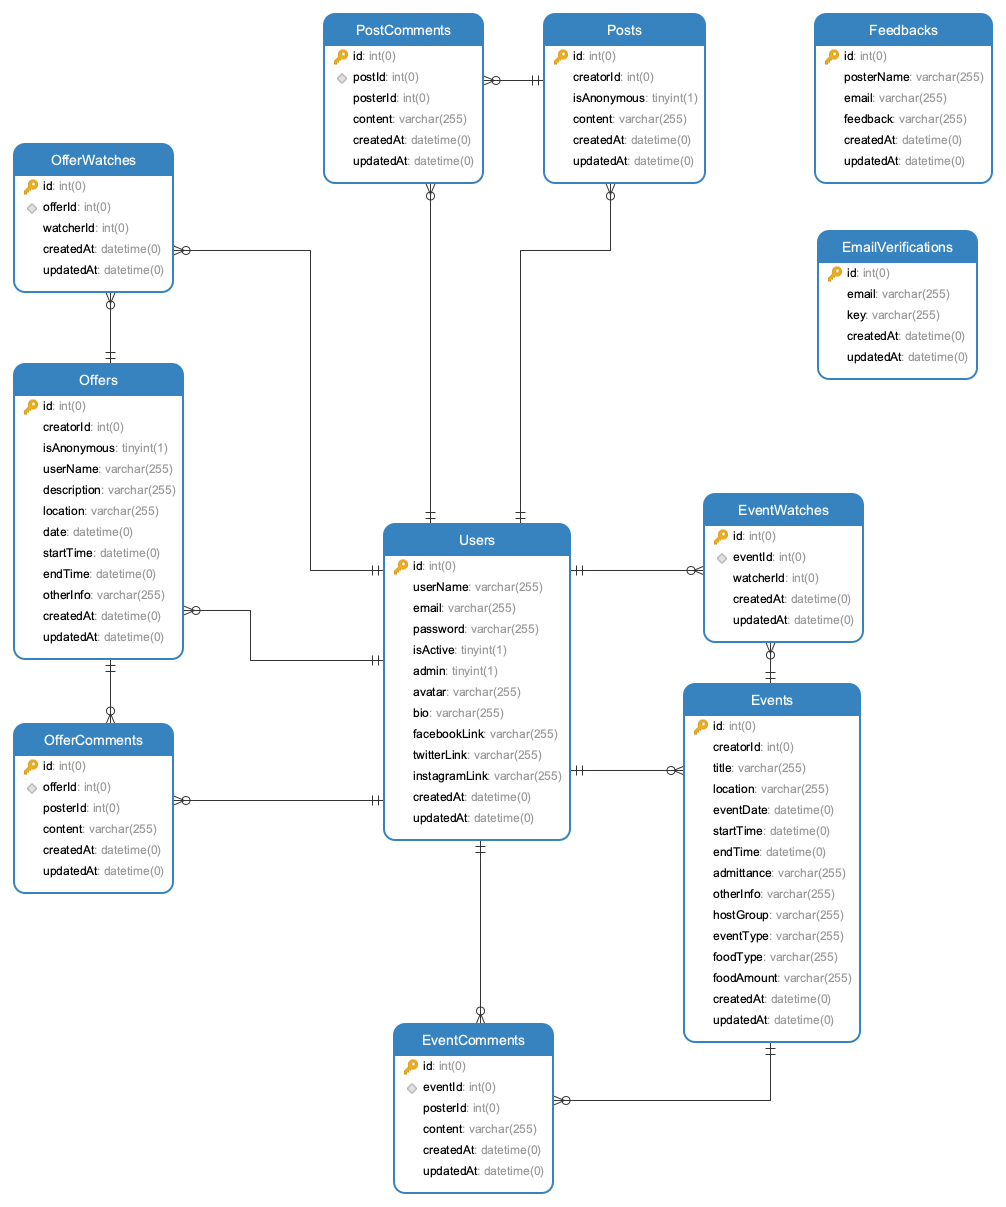 PostComments
id: int(0)
postId: int(0)
posterId: int(0)
content: varchar(255)
createdAt: datetime(0)
updatedAt: datetime(0)
Posts
id: int(0)
creatorId: int(0)
isAnonymous: tinyint(1)
content: varchar(255)
createdAt: datetime(0)
updatedAt: datetime(0)
Feedbacks
id: int(0)
posterName: varchar(255)
email: varchar(255)
feedback: varchar(255)
createdAt: datetime(0)
updatedAt: datetime(0)
OfferWatches
id: int(0)
offerId: int(0)
watcherId: int(0)
createdAt: datetime(0)
updatedAt: datetime(0)
EmailVerifications
id: int(0)
email: varchar(255)
key: varchar(255)
createdAt: datetime(0)
updatedAt: datetime(0)
Offers
id: int(0)
creatorId: int(0)
isAnonymous: tinyint(1)
userName: varchar(255)
description: varchar(255)
location: varchar(255)
date: datetime(0)
startTime: datetime(0)
endTime: datetime(0)
otherInfo: varchar(255)
createdAt: datetime(0)
updatedAt: datetime(0)
Users
id: int(0)
userName: varchar(255)
email: varchar(255)
password: varchar(255)
isActive: tinyint(1)
admin: tinyint(1)
avatar: varchar(255)
bio: varchar(255)
facebookLink: varchar(255)
twitterLink: varchar(255)
instagramLink: varchar(255)
createdAt: datetime(0)
updatedAt: datetime(0)
EventWatches
id: int(0)
eventId: int(0)
watcherId: int(0)
createdAt: datetime(0)
updatedAt: datetime(0)
Events
id: int(0)
creatorId: int(0)
title: varchar(255)
location: varchar(255)
eventDate: datetime(0)
startTime: datetime(0)
endTime: datetime(0)
admittance: varchar(255)
otherInfo: varchar(255)
hostGroup: varchar(255)
eventType: varchar(255)
foodType: varchar(255)
foodAmount: varchar(255)
createdAt: datetime(0)
updatedAt: datetime(0)
OfferComments
id: int(0)
offerId: int(0)
posterId: int(0)
content: varchar(255)
createdAt: datetime(0)
updatedAt: datetime(0)
EventComments
id: int(0)
eventId: int(0)
posterId: int(0)
content: varchar(255)
createdAt: datetime(0)
updatedAt: datetime(0)